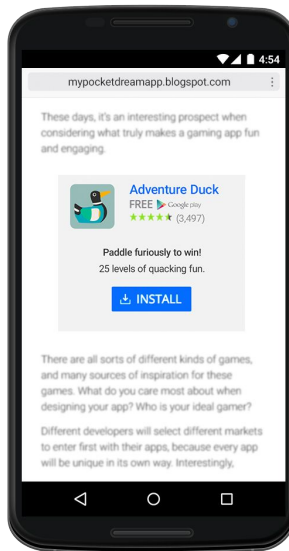 4:54
mypocketdreamapp.blogspot.com
These days, it's an interesting prospect when
considering what truly makes a gaming app fun
and engaging.
Adventure Duck
FREE Google play
(3,497)
Paddle furiously to win!
25 levels of quacking fun.
INSTALL
There are all sorts of different kinds of games,
and many sources of inspiration for these
games. What do you care most about when
designing your app? Who is your ideal gamer?
Different developers will select different markets
to enter first with their apps, because every app
will be unique in its own way. Interestingly,